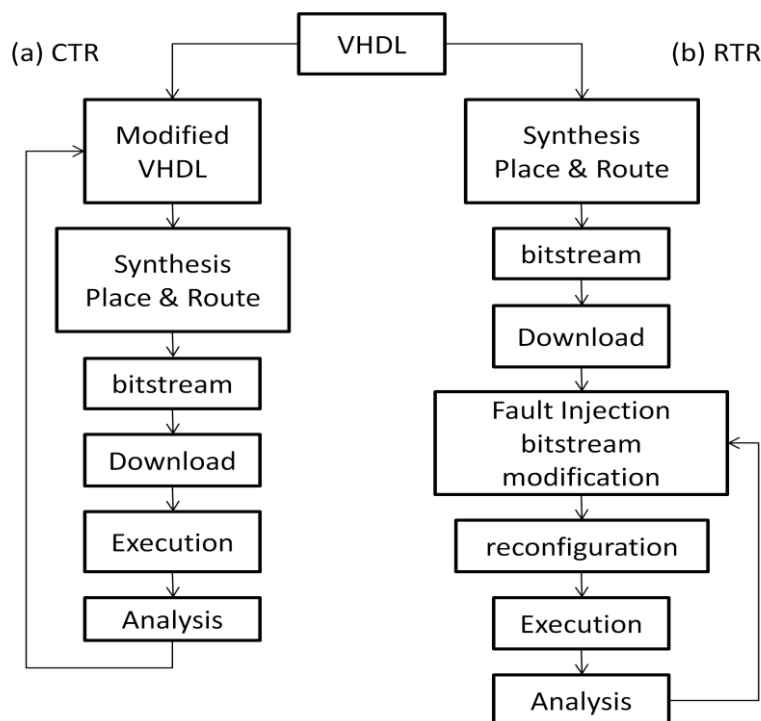 VHDL
(a) CTR
Modified
VHDL
Synthesis
Place & Route
bitstream
Download
Execution
Analysis
(b) RTR
Synthesis
Place & Route
bitstream
Download
Fault Injection
bitstream
modification
reconfiguration
Execution
Analysis